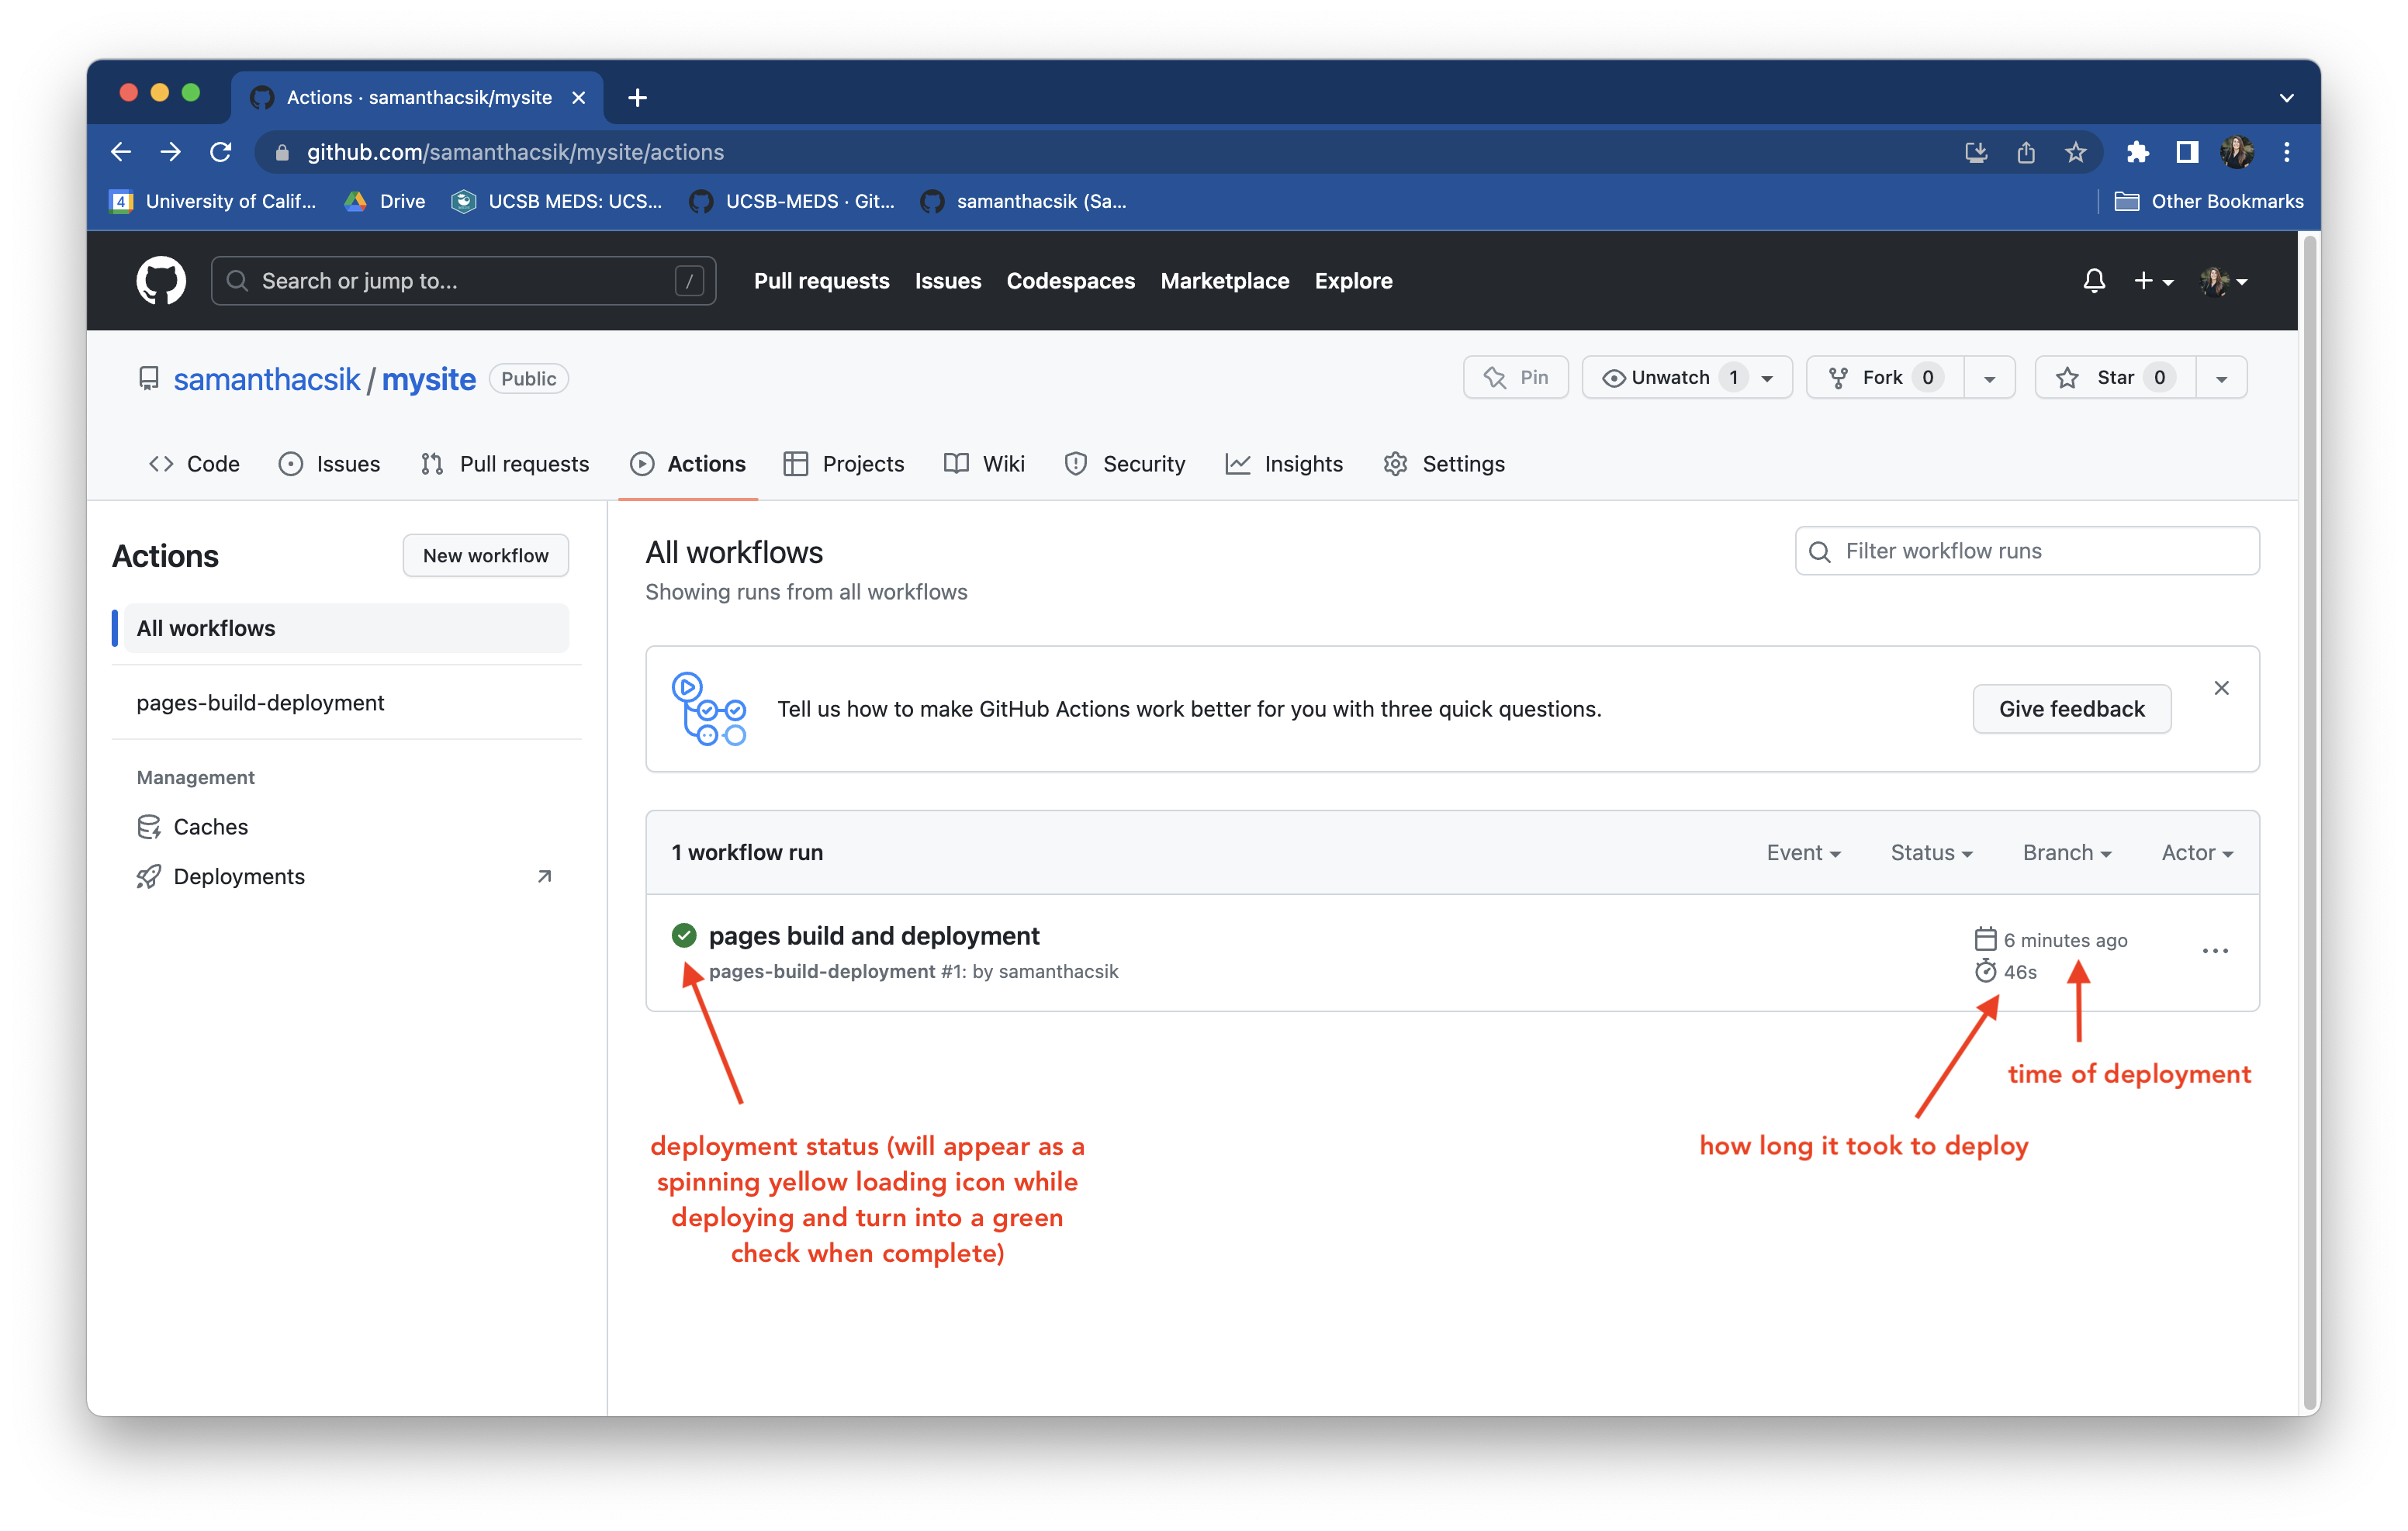 Actions · samanthacsik/mysite
github.com/samanthacsik/mysite/actions
4 University of Calif... Drive UCSB MEDS: UCS... UCSB-MEDS · Git... samanthacsik (Sa... Other Bookmarks
Search or jump to... / Pull requests Issues Codespaces Marketplace Explore
samanthacsik / mysite Public Pin Unwatch 1 Fork 0 Star 0
Code Issues Pull requests Actions Projects Wiki Security Insights Settings
Actions New workflow
All workflows
pages-build-deployment
Management
Caches
Deployments
All workflows Filter workflow runs
Showing runs from all workflows
Tell us how to make GitHub Actions work better for you with three quick questions. Give feedback
1 workflow run Event Status Branch Actor
pages build and deployment 6 minutes ago
pages-build-deployment #1: by samanthacsik 46s
time of deployment
how long it took to deploy
deployment status (will appear as a
spinning yellow loading icon while
deploying and turn into a green
check when complete)